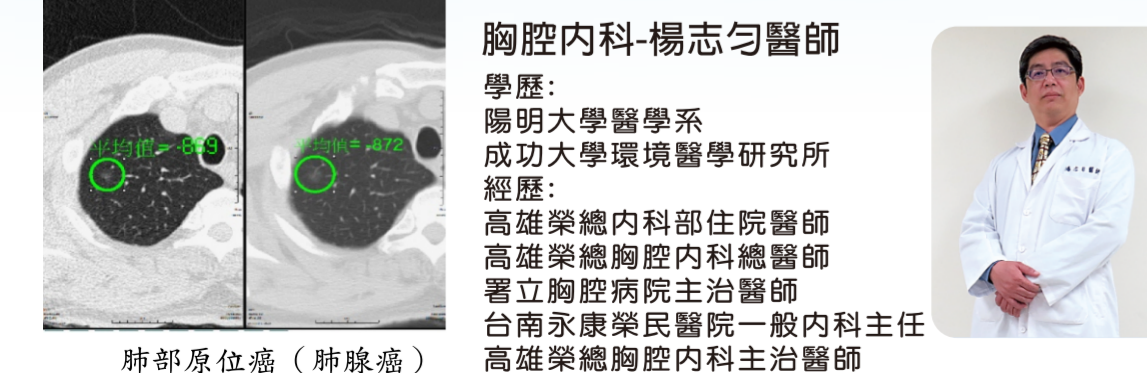 平均值=-869
平均值=-872
肺部原位癌（肺腺癌）
胸腔内科-楊志勻醫師
學歷:
陽明大學醫學系
成功大學環境醫學研究所
經歷:
高雄榮總内科部住院醫師
高雄榮總胸腔内科總醫師
署立胸腔病院主治醫師
台南永康榮民醫院一般内科主任
高雄榮總胸腔内科主治醫師